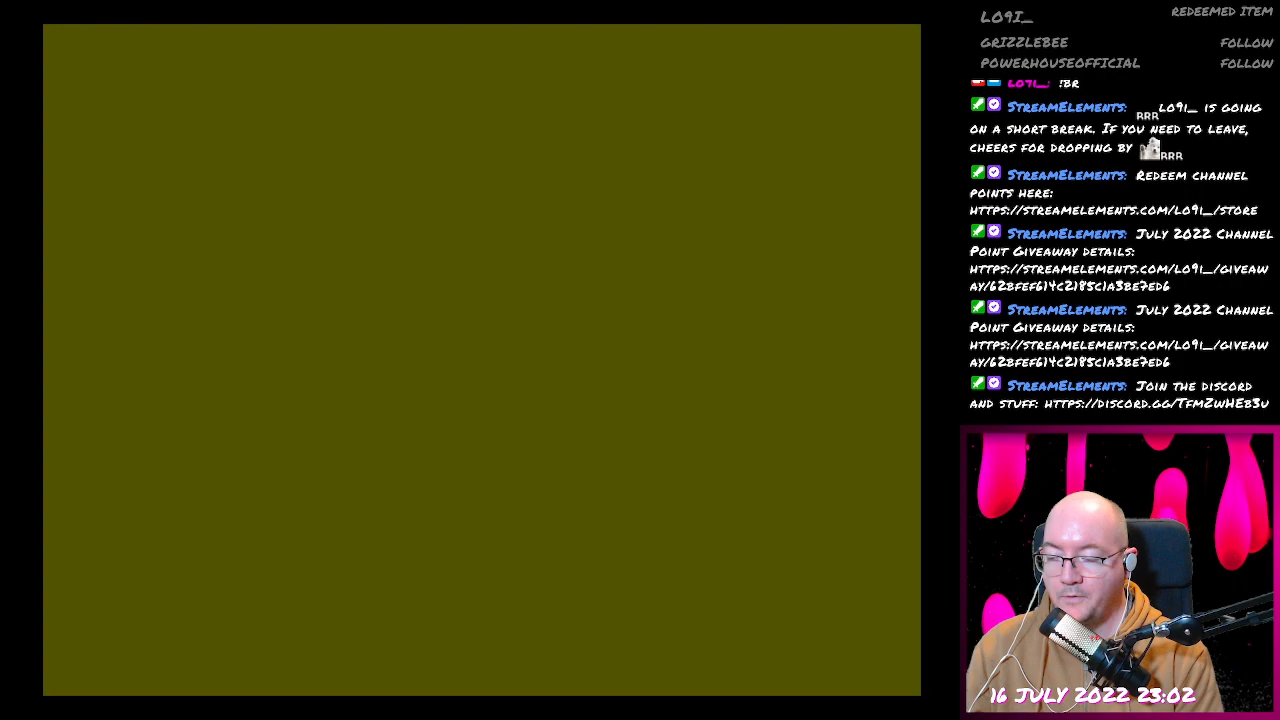 LO9I_ REDEEMED ITEM
GRIZZLEBEE FOLLOW
POWERHOUSEOFFICIAL FOLLOW
LO9I_: !BR
StreamElements: BRB LO9I_ IS GOING
ON A SHORT BREAK. IF YOU NEED TO LEAVE,
CHEERS FOR DROPPING BY BRB
StreamElements: Redeem channel
points here:
https://streamelements.com/lo9i_/store
StreamElements: July 2022 Channel
Point Giveaway details:
https://streamelements.com/lo9i_/giveaw
ay/62bfef614c2185c1a3be7ed6
StreamElements: July 2022 Channel
Point Giveaway details:
https://streamelements.com/lo9i_/giveaw
ay/62bfef614c2185c1a3be7ed6
StreamElements: Join the discord
and stuff: https://discord.gg/TfmZwHEb3u
16 JULY 2022 23:02